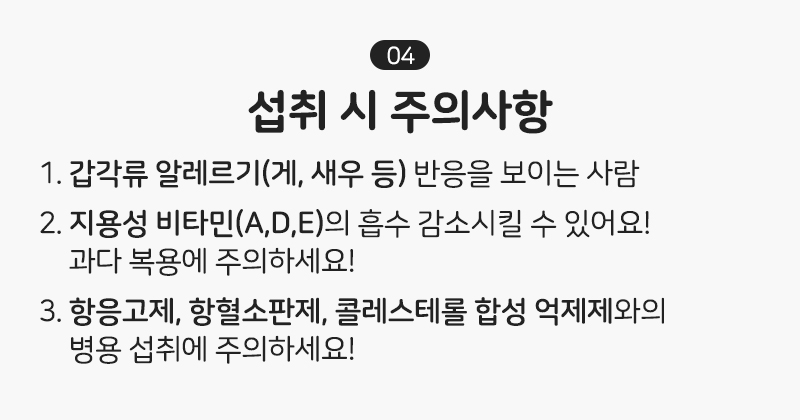 04
섭취 시 주의사항
1. 갑각류 알레르기(게, 새우 등) 반응을 보이는 사람
2. 지용성 비타민(A,D,E)의 흡수 감소시킬 수 있어요!
과다 복용에 주의하세요!
3. 항응고제, 항혈소판제, 콜레스테롤 합성 억제제와의
병용 섭취에 주의하세요!